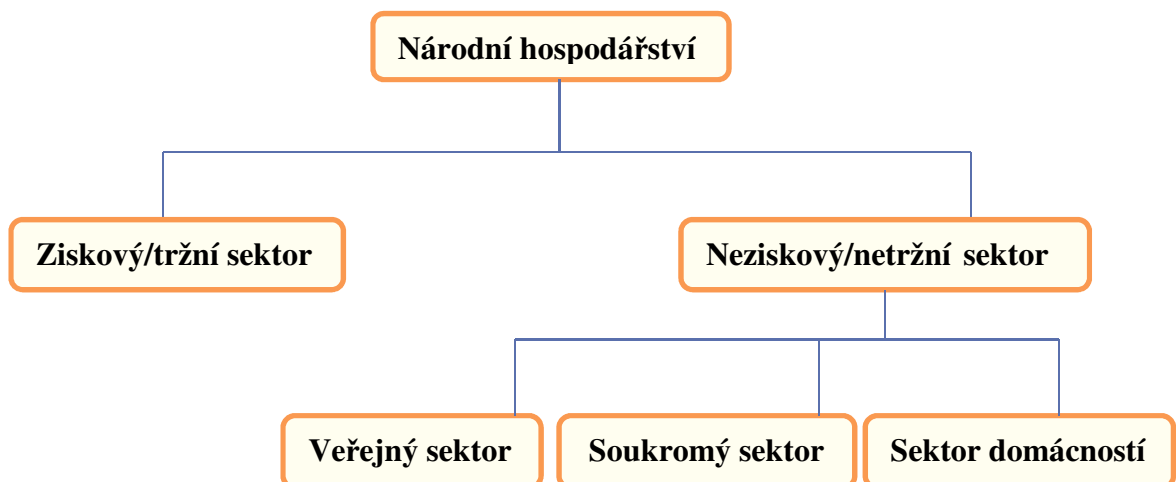 Národní hospodářství
Ziskový/tržní sektor
Neziskový/netržní sektor
Veřejný sektor
Soukromý sektor
Sektor domácností